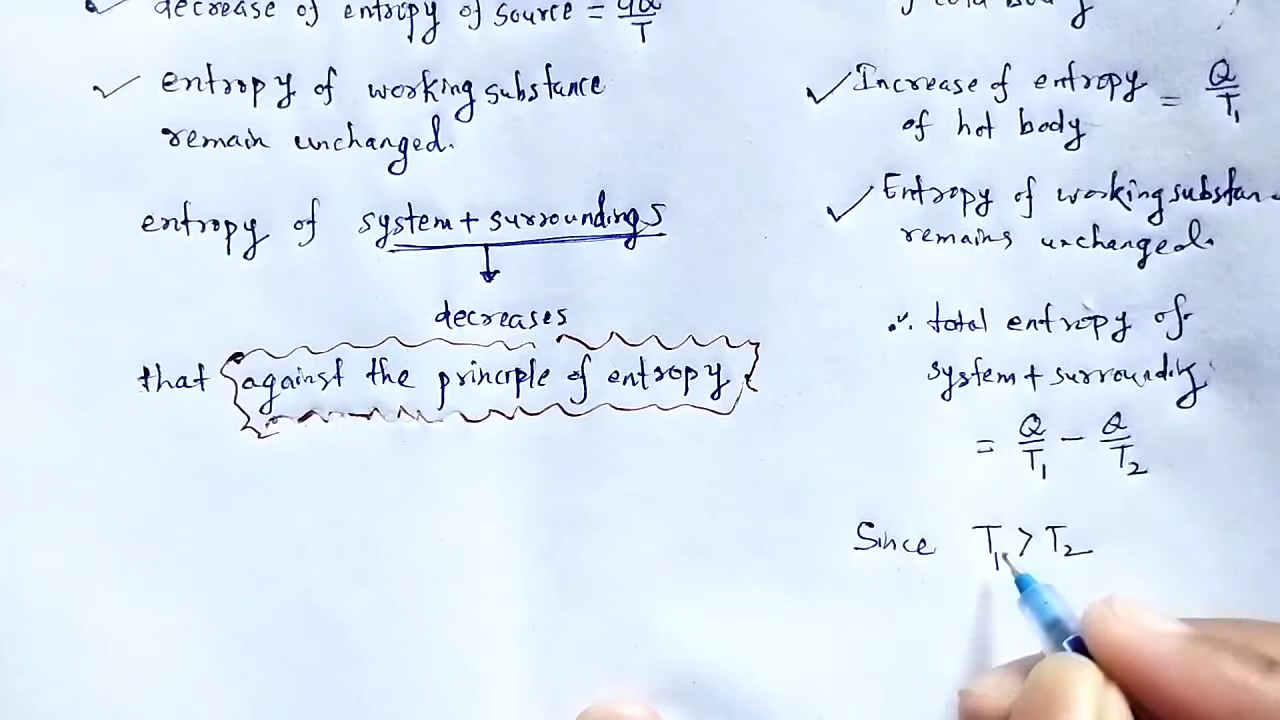 decrease of entropy of source = dQ/T
✓ entropy of working substance
remain unchanged.
entropy of system + surroundings
↓
decreases
that against the principle of entropy
✓ Increase of entropy = Q/T₁
of hot body
✓ Entropy of working substan
remains unchanged.
∴ total entropy of
system + surrounding
= Q/T₁ - Q/T₂
Since T₁ > T₂